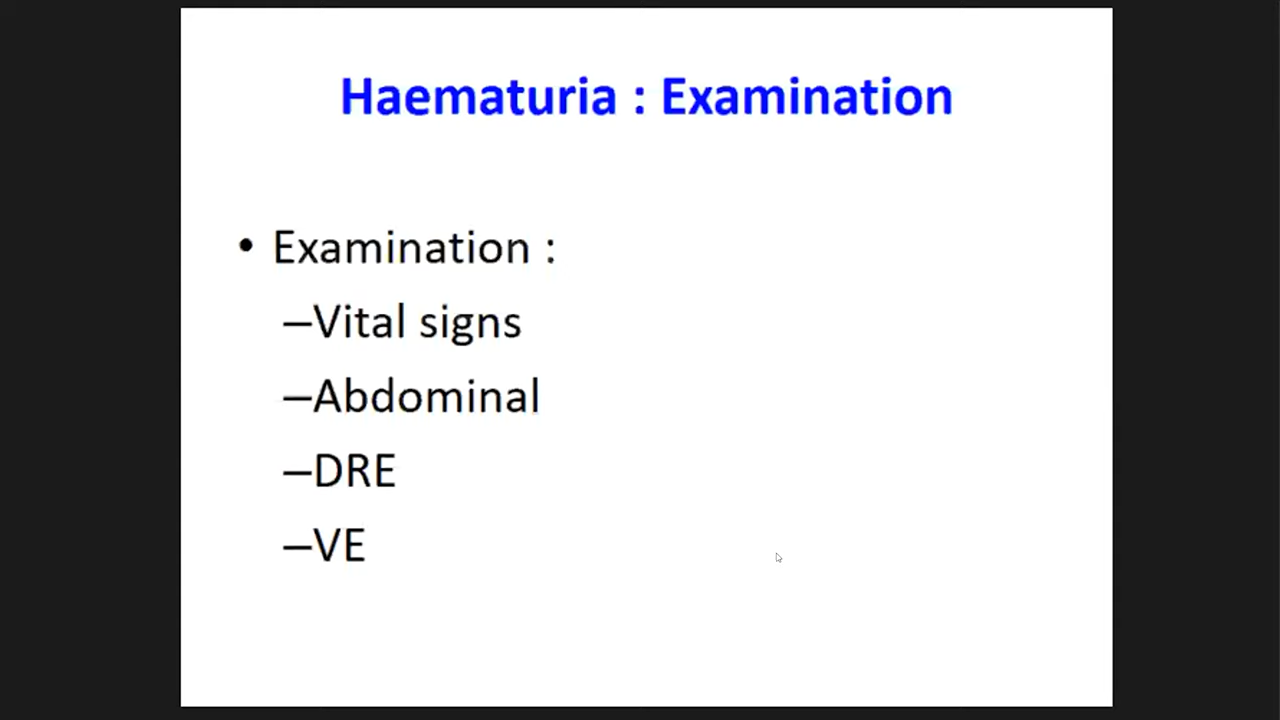 Haematuria : Examination
• Examination :
–Vital signs
–Abdominal
–DRE
–VE